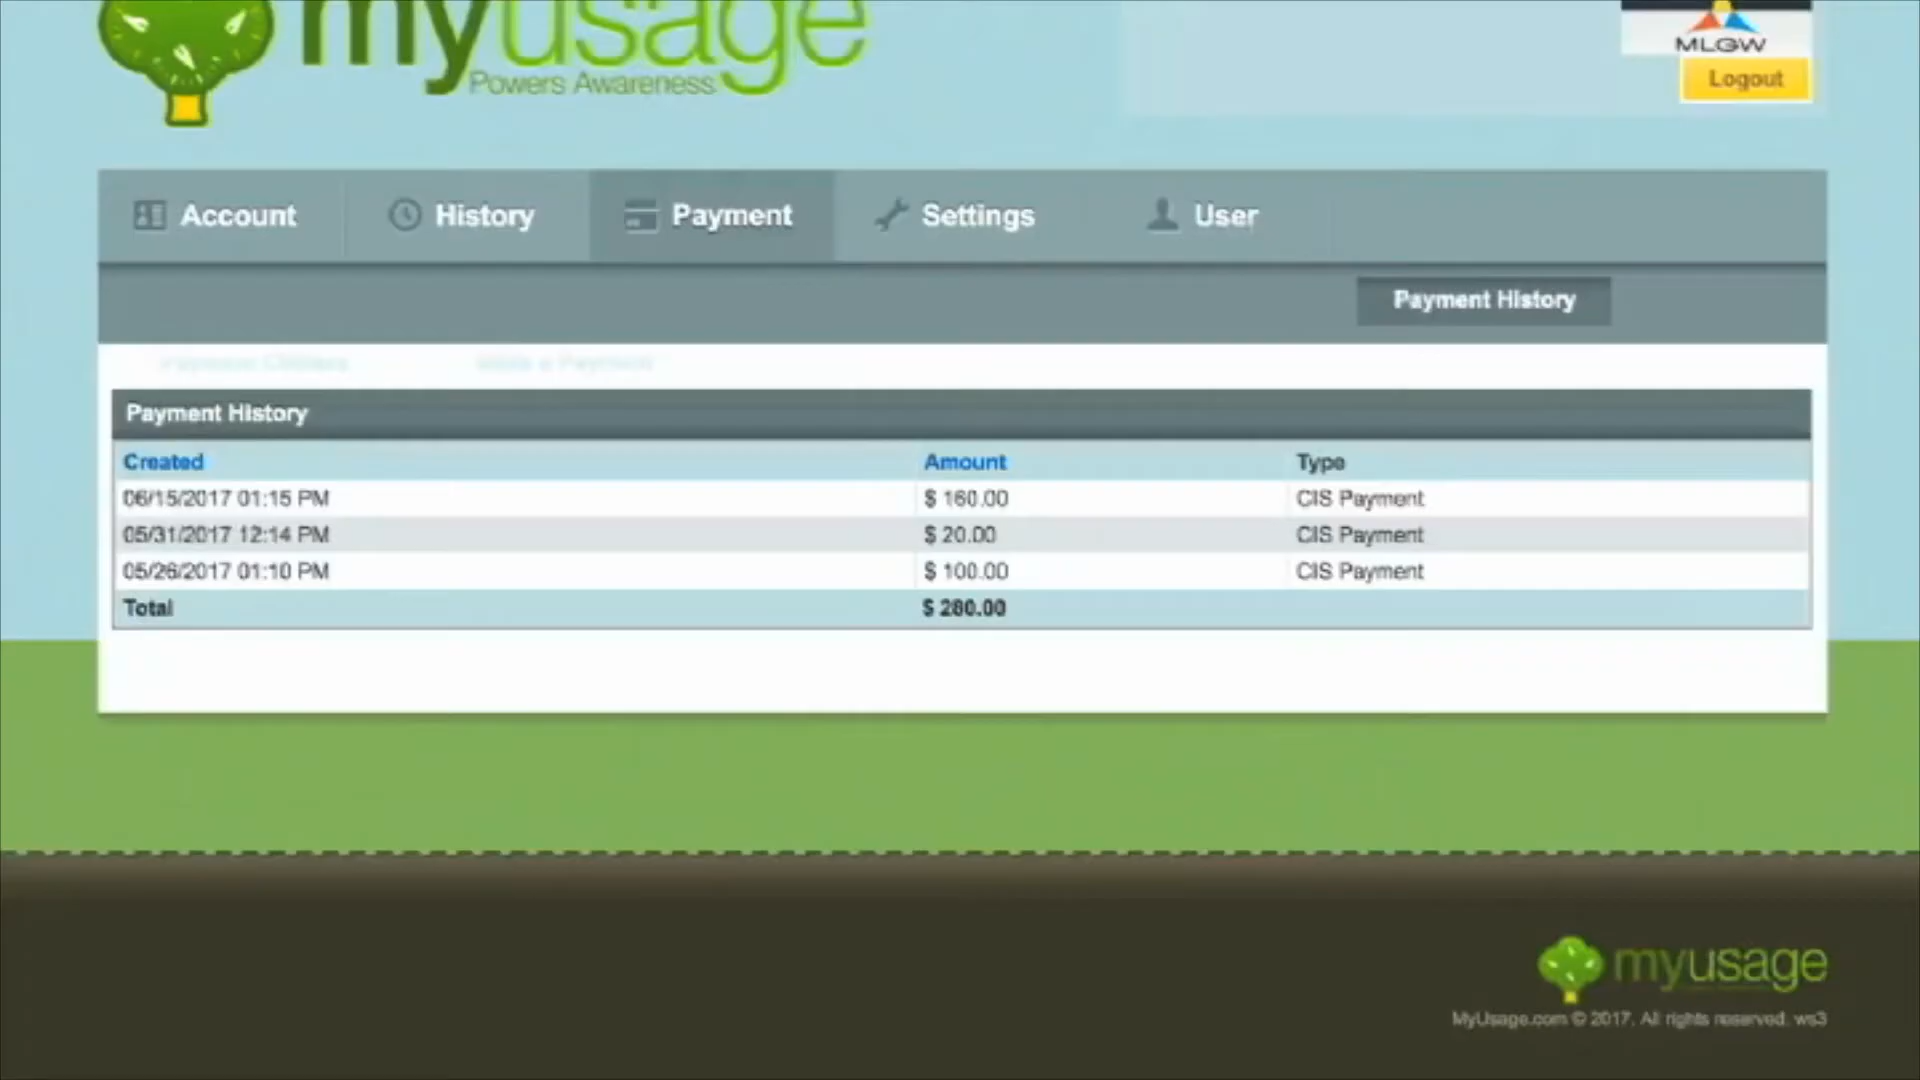 myusage
Powers Awareness
MLGW
Logout
Account
History
Payment
Settings
User
Payment History
Payment History
Created Amount Type
06/15/2017 01:15 PM $ 160.00 CIS Payment
05/31/2017 12:14 PM $ 20.00 CIS Payment
05/26/2017 01:10 PM $ 100.00 CIS Payment
Total $ 280.00
myusage
MyUsage.com © 2017. All rights reserved. ws3